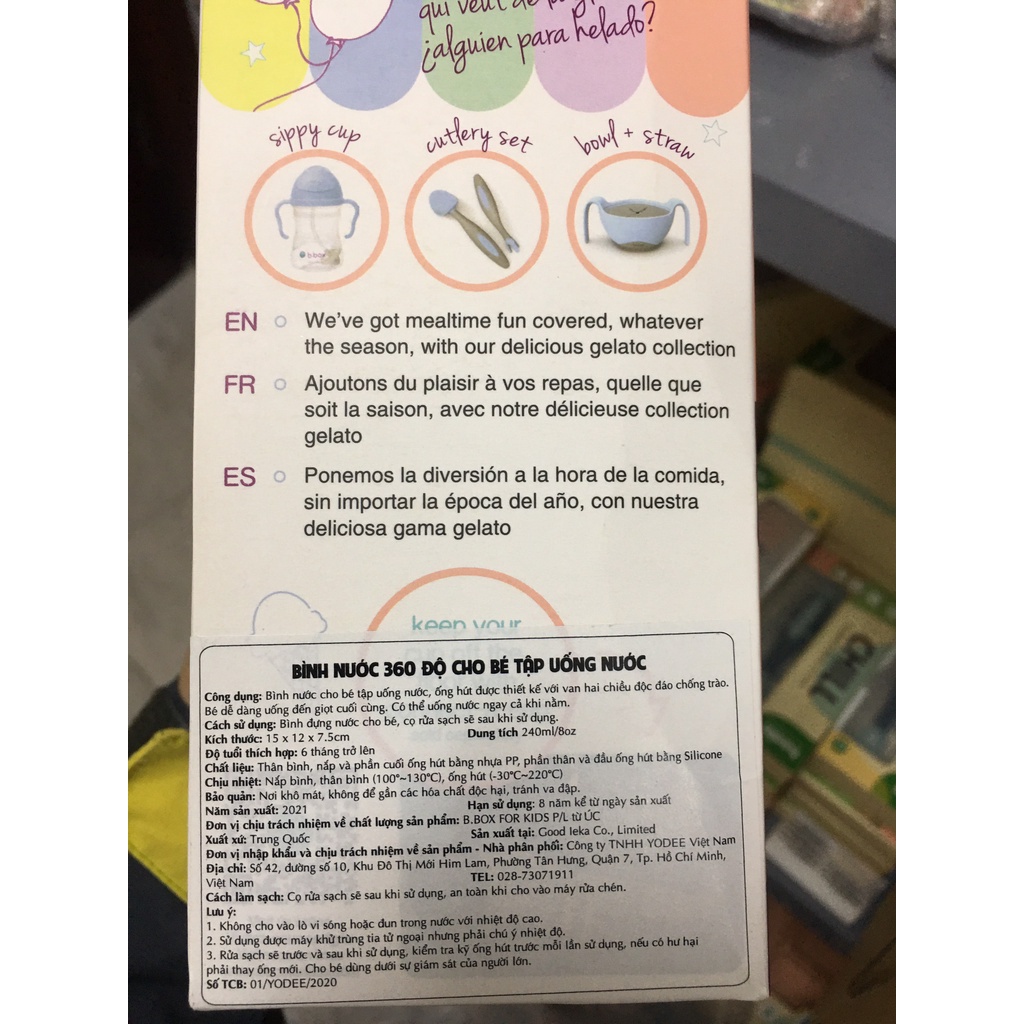 qui veut de
¿alguien para helado?
sippy cup
cutlery set
bowl + straw
b.box
EN We've got mealtime fun covered, whatever
the season, with our delicious gelato collection
FR Ajoutons du plaisir à vos repas, quelle que
soit la saison, avec notre délicieuse collection
gelato
ES Ponemos la diversión a la hora de la comida,
sin importar la época del año, con nuestra
deliciosa gama gelato
keep your
cup off the
BÌNH NƯỚC 360 ĐỘ CHO BÉ TẬP UỐNG NƯỚC
Công dụng: Bình nước cho bé tập uống nước, ống hút được thiết kế với van hai chiều độc đáo chống trào.
Bé dễ dàng uống đến giọt cuối cùng. Có thể uống nước ngay cả khi nằm.
Cách sử dụng: Bình đựng nước cho bé, cọ rửa sạch sẽ sau khi sử dụng.
Kích thước: 15 x 12 x 7.5cm Dung tích 240ml/8oz
Độ tuổi thích hợp: 6 tháng trở lên
Chất liệu: Thân bình, nắp và phần cuối ống hút bằng nhựa PP, phần thân và đầu ống hút bằng Silicone
Chịu nhiệt: Nắp bình, thân bình (100°~130°C), ống hút (-30°C~220°C)
Bảo quản: Nơi khô mát, không để gần các hóa chất độc hại, tránh va đập.
Năm sản xuất: 2021 Hạn sử dụng: 8 năm kể từ ngày sản xuất
Đơn vị chịu trách nhiệm về chất lượng sản phẩm: B.BOX FOR KIDS P/L từ ÚC
Xuất xứ: Trung Quốc Sản xuất tại: Good Ieka Co., Limited
Đơn vị nhập khẩu và chịu trách nhiệm về sản phẩm - Nhà phân phối: Công ty TNHH YODEE Việt Nam
Địa chỉ: Số 42, đường số 10, Khu Đô Thị Mới Him Lam, Phường Tân Hưng, Quận 7, Tp. Hồ Chí Minh,
Việt Nam TEL: 028-73071911
Cách làm sạch: Cọ rửa sạch sẽ sau khi sử dụng, an toàn khi cho vào máy rửa chén.
Lưu ý:
1. Không cho vào lò vi sóng hoặc đun trong nước với nhiệt độ cao.
2. Sử dụng được máy khử trùng tia tử ngoại nhưng phải chú ý nhiệt độ.
3. Rửa sạch sẽ trước và sau khi sử dụng, kiểm tra kỹ ống hút trước mỗi lần sử dụng, nếu có hư hại
phải thay ống mới. Cho bé dùng dưới sự giám sát của người lớn.
Số TCB: 01/YODEE/2020
CHILL